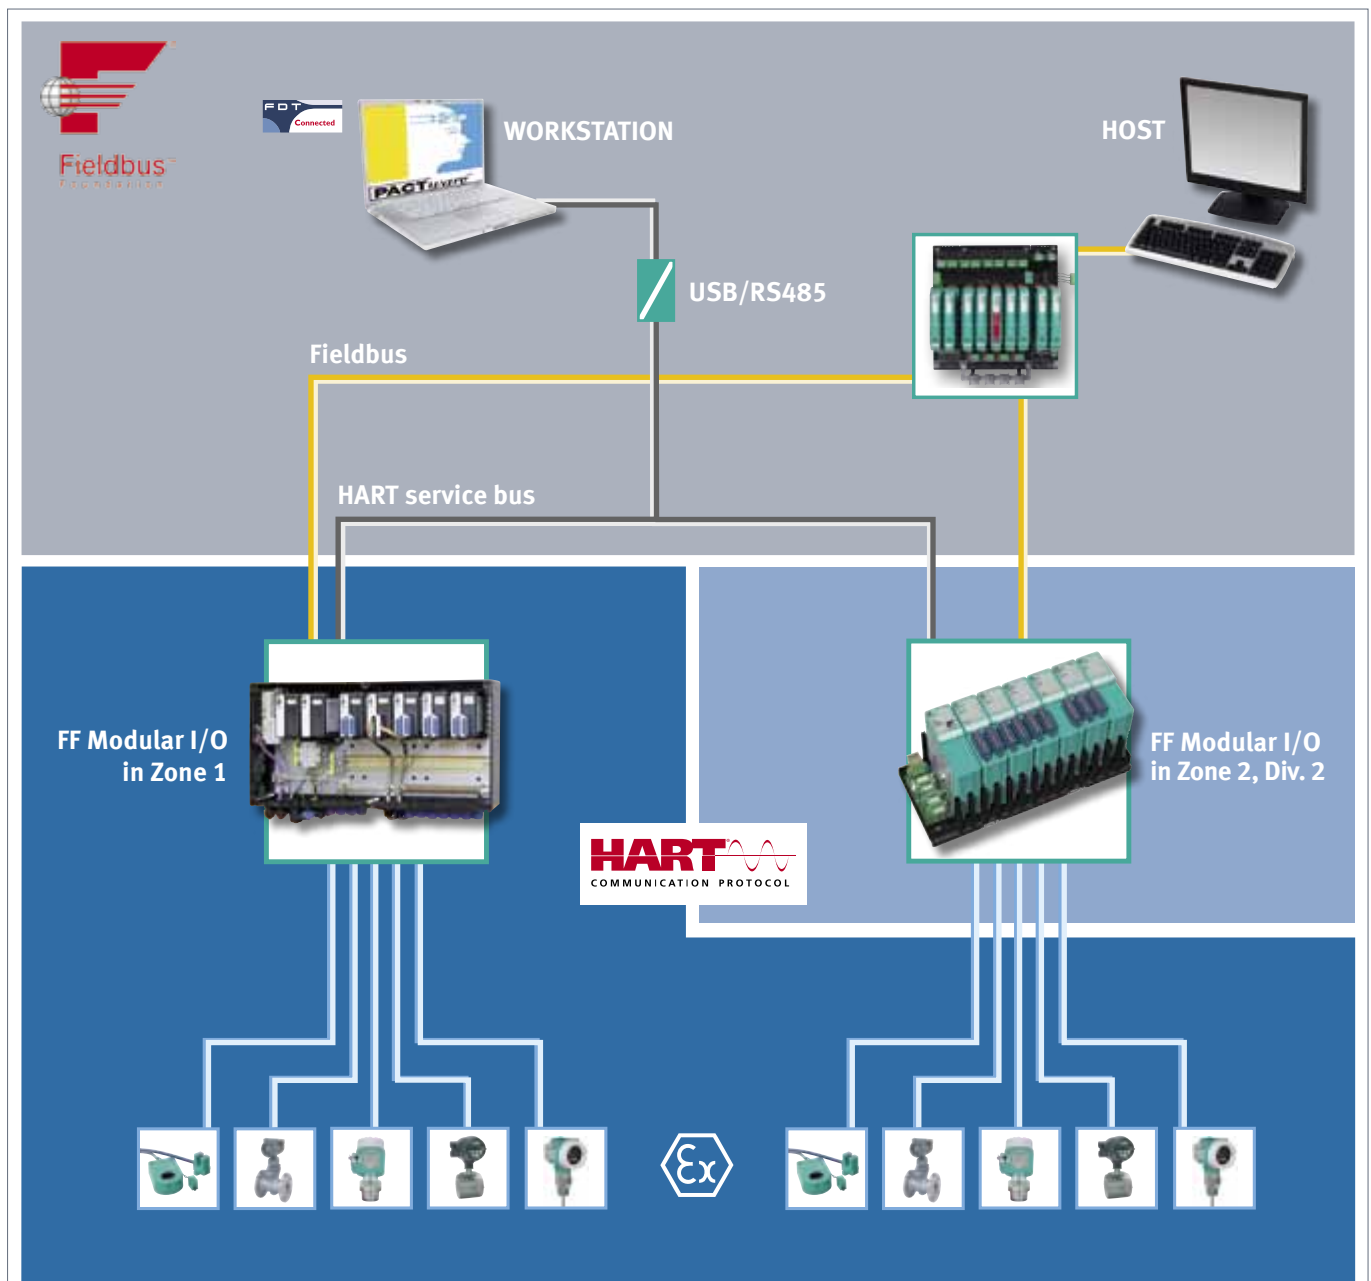 FDT
Connected
WORKSTATION
HOST
Fieldbus
Foundation
PACTware
USB/RS485
Fieldbus
HART service bus
FF Modular I/O
in Zone 1
FF Modular I/O
in Zone 2, Div. 2
HART
COMMUNICATION PROTOCOL
Ex